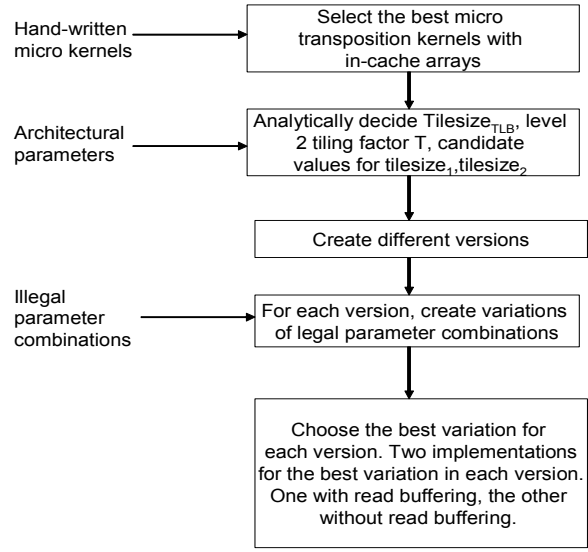 Hand-written
micro kernels
Select the best micro
transposition kernels with
in-cache arrays
Architectural
parameters
Analytically decide Tilesize_TLB, level
2 tiling factor T, candidate
values for tilesize_1,tilesize_2
Create different versions
Illegal
parameter
combinations
For each version, create variations
of legal parameter combinations
Choose the best variation for
each version. Two implementations
for the best variation in each version.
One with read buffering, the other
without read buffering.